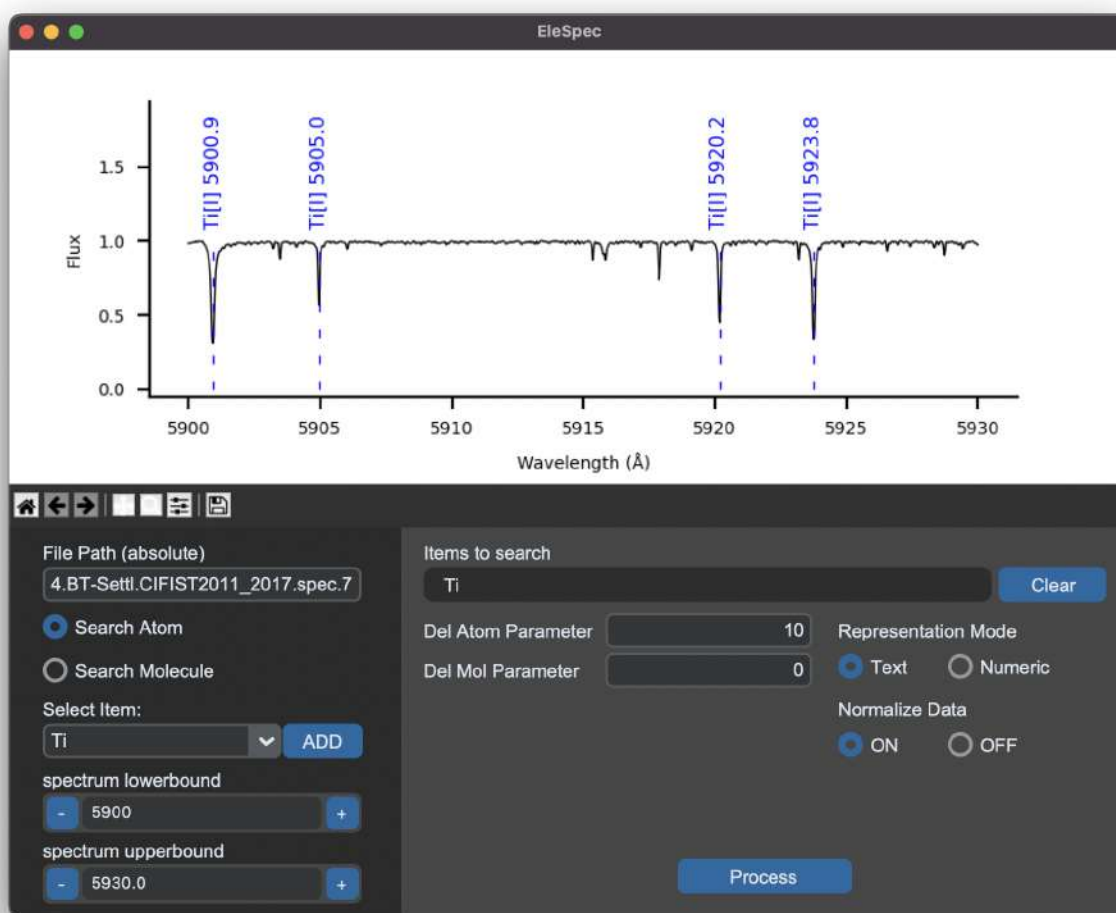 EleSpec
Ti[I] 5900.9
Ti[I] 5905.0
Ti[I] 5920.2
Ti[I] 5923.8
1.5
1.0
0.5
0.0
Flux
5900 5905 5910 5915 5920 5925 5930
Wavelength (Å)
File Path (absolute)
4.BT-Settl.CIFIST2011_2017.spec.7
Search Atom
Search Molecule
Select Item:
Ti ADD
spectrum lowerbound
- 5900 +
spectrum upperbound
- 5930.0 +
Items to search
Ti Clear
Del Atom Parameter 10
Del Mol Parameter 0
Representation Mode
Text Numeric
Normalize Data
ON OFF
Process